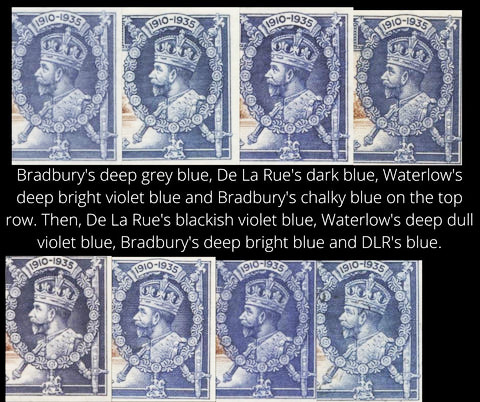 1910-1935 1910-1935 1910-1935 1910-1935
Bradbury's deep grey blue, De La Rue's dark blue, Waterlow's
deep bright violet blue and Bradbury's chalky blue on the top
row. Then, De La Rue's blackish violet blue, Waterlow's deep dull
violet blue, Bradbury's deep bright blue and DLR's blue.
1910-1935 1910-1935 1910-1935 1910-1935